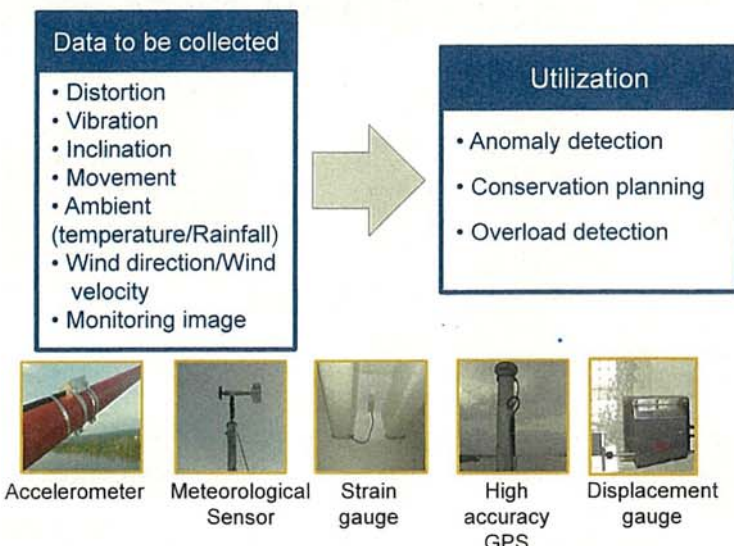 Data to be collected
• Distortion
• Vibration
• Inclination
• Movement
• Ambient
(temperature/Rainfall)
• Wind direction/Wind
velocity
• Monitoring image
Utilization
• Anomaly detection
• Conservation planning
• Overload detection
Accelerometer
Meteorological
Sensor
Strain
gauge
High
accuracy
GPS
Displacement
gauge